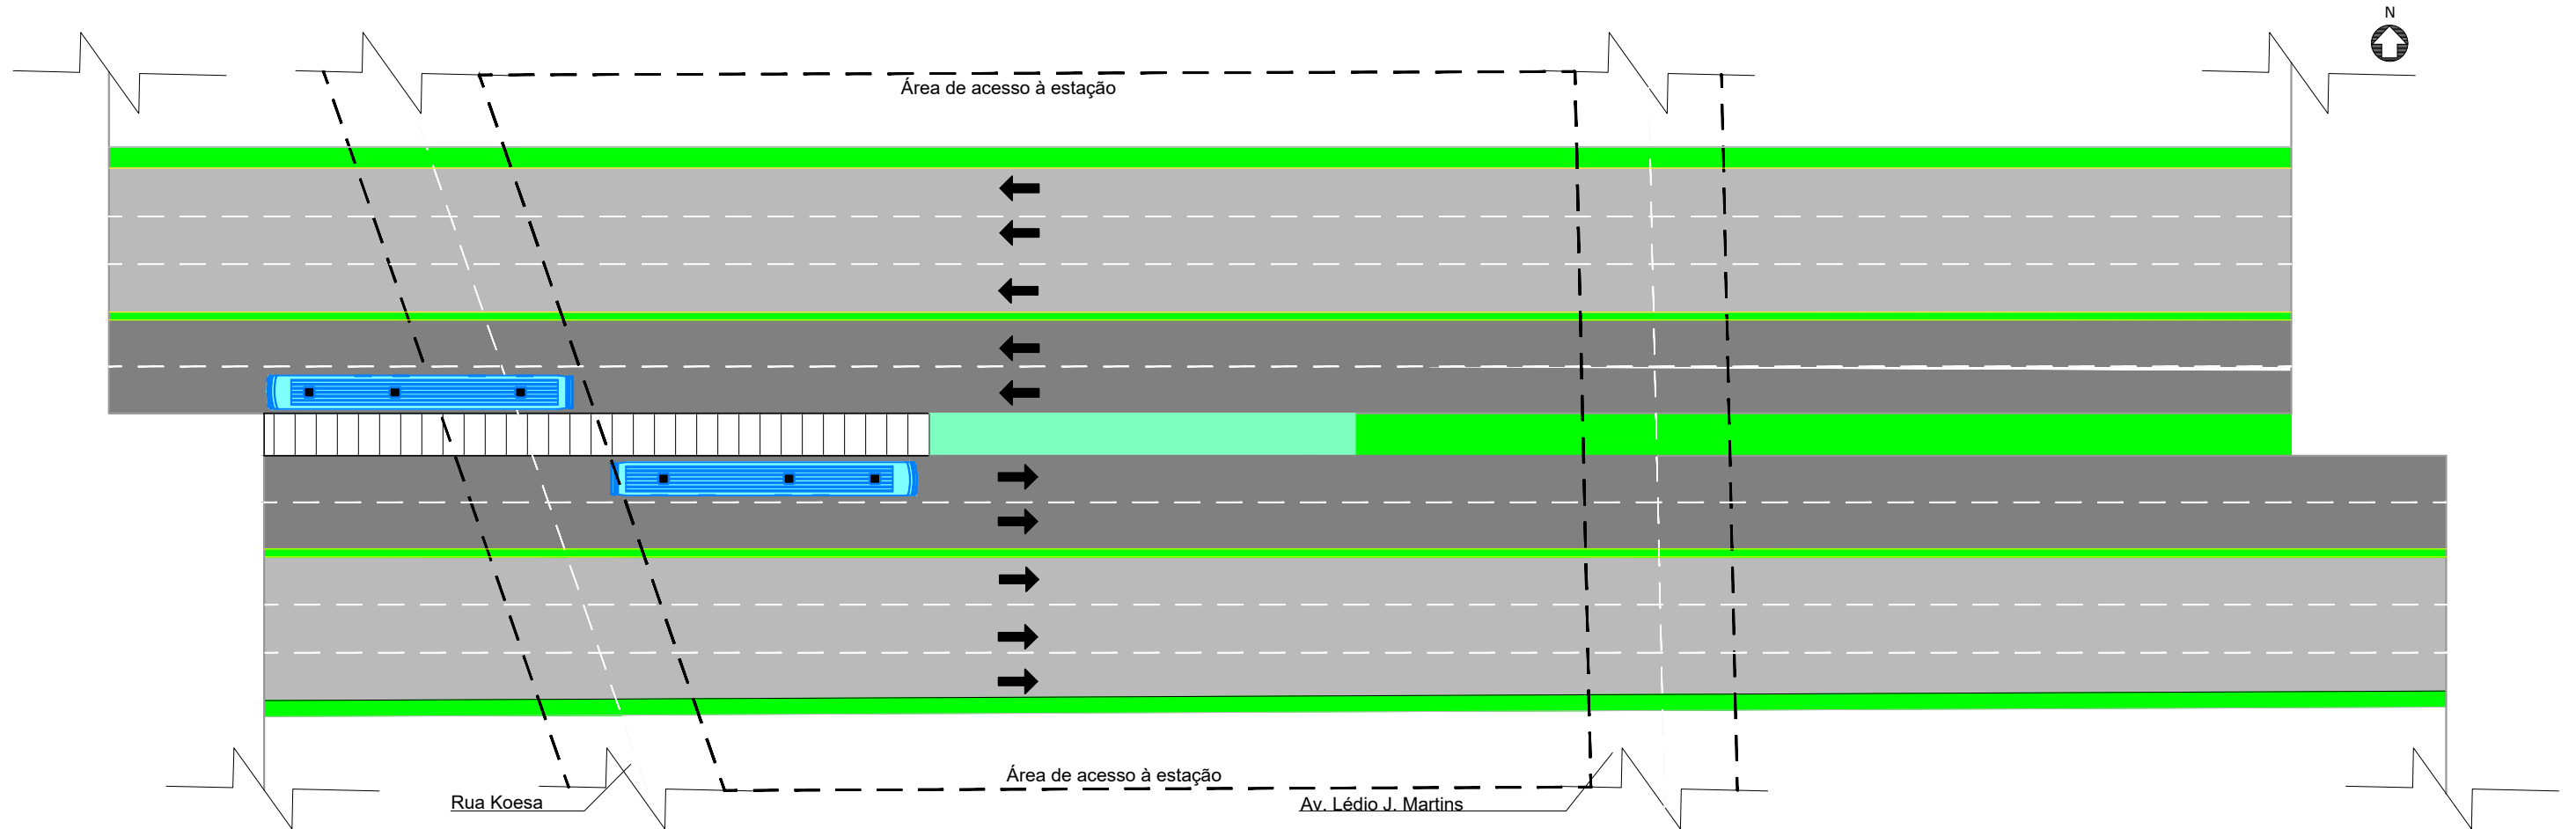 N
Área de acesso à estação
Área de acesso à estação
Rua Koesa
Av. Lédio J. Martins